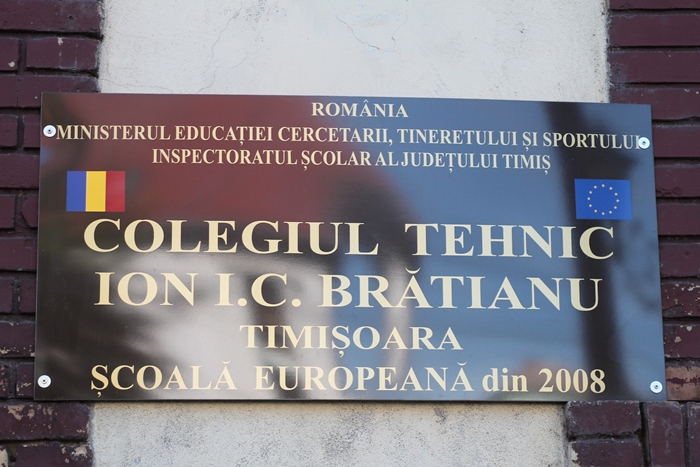 ROMÂNIA
MINISTERUL EDUCAȚIEI CERCETARII, TINERETULUI ȘI SPORTULUI
INSPECTORATUL ȘCOLAR AL JUDEȚULUI TIMIȘ
COLEGIUL TEHNIC
ION I.C. BRĂTIANU
TIMIȘOARA
ȘCOALĂ EUROPEANĂ din 2008